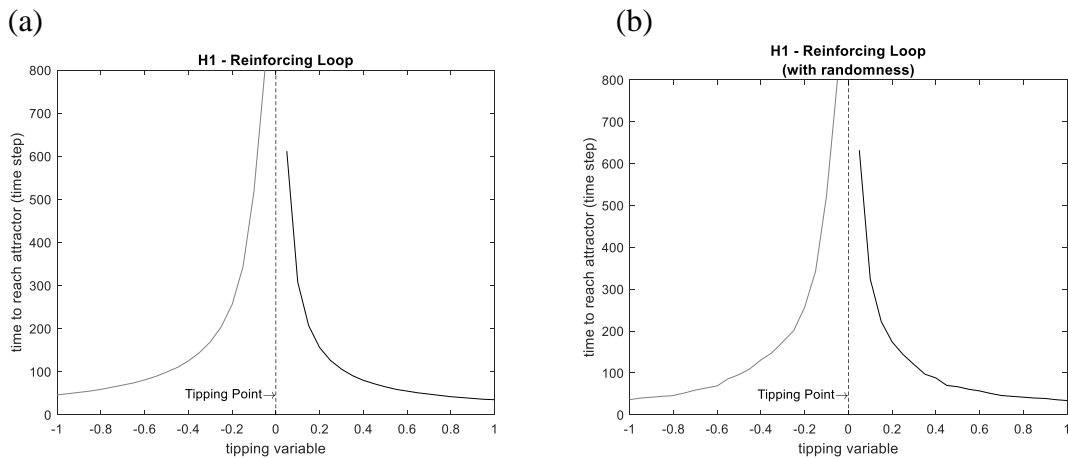 (a)
H1 - Reinforcing Loop
800
700
600
500
400
300
200
100
0
time to reach attractor (time step)
Tipping Point→
-1 -0.8 -0.6 -0.4 -0.2 0 0.2 0.4 0.6 0.8 1
tipping variable
(b)
H1 - Reinforcing Loop
(with randomness)
800
700
600
500
400
300
200
100
0
time to reach attractor (time step)
Tipping Point→
-1 -0.8 -0.6 -0.4 -0.2 0 0.2 0.4 0.6 0.8 1
tipping variable